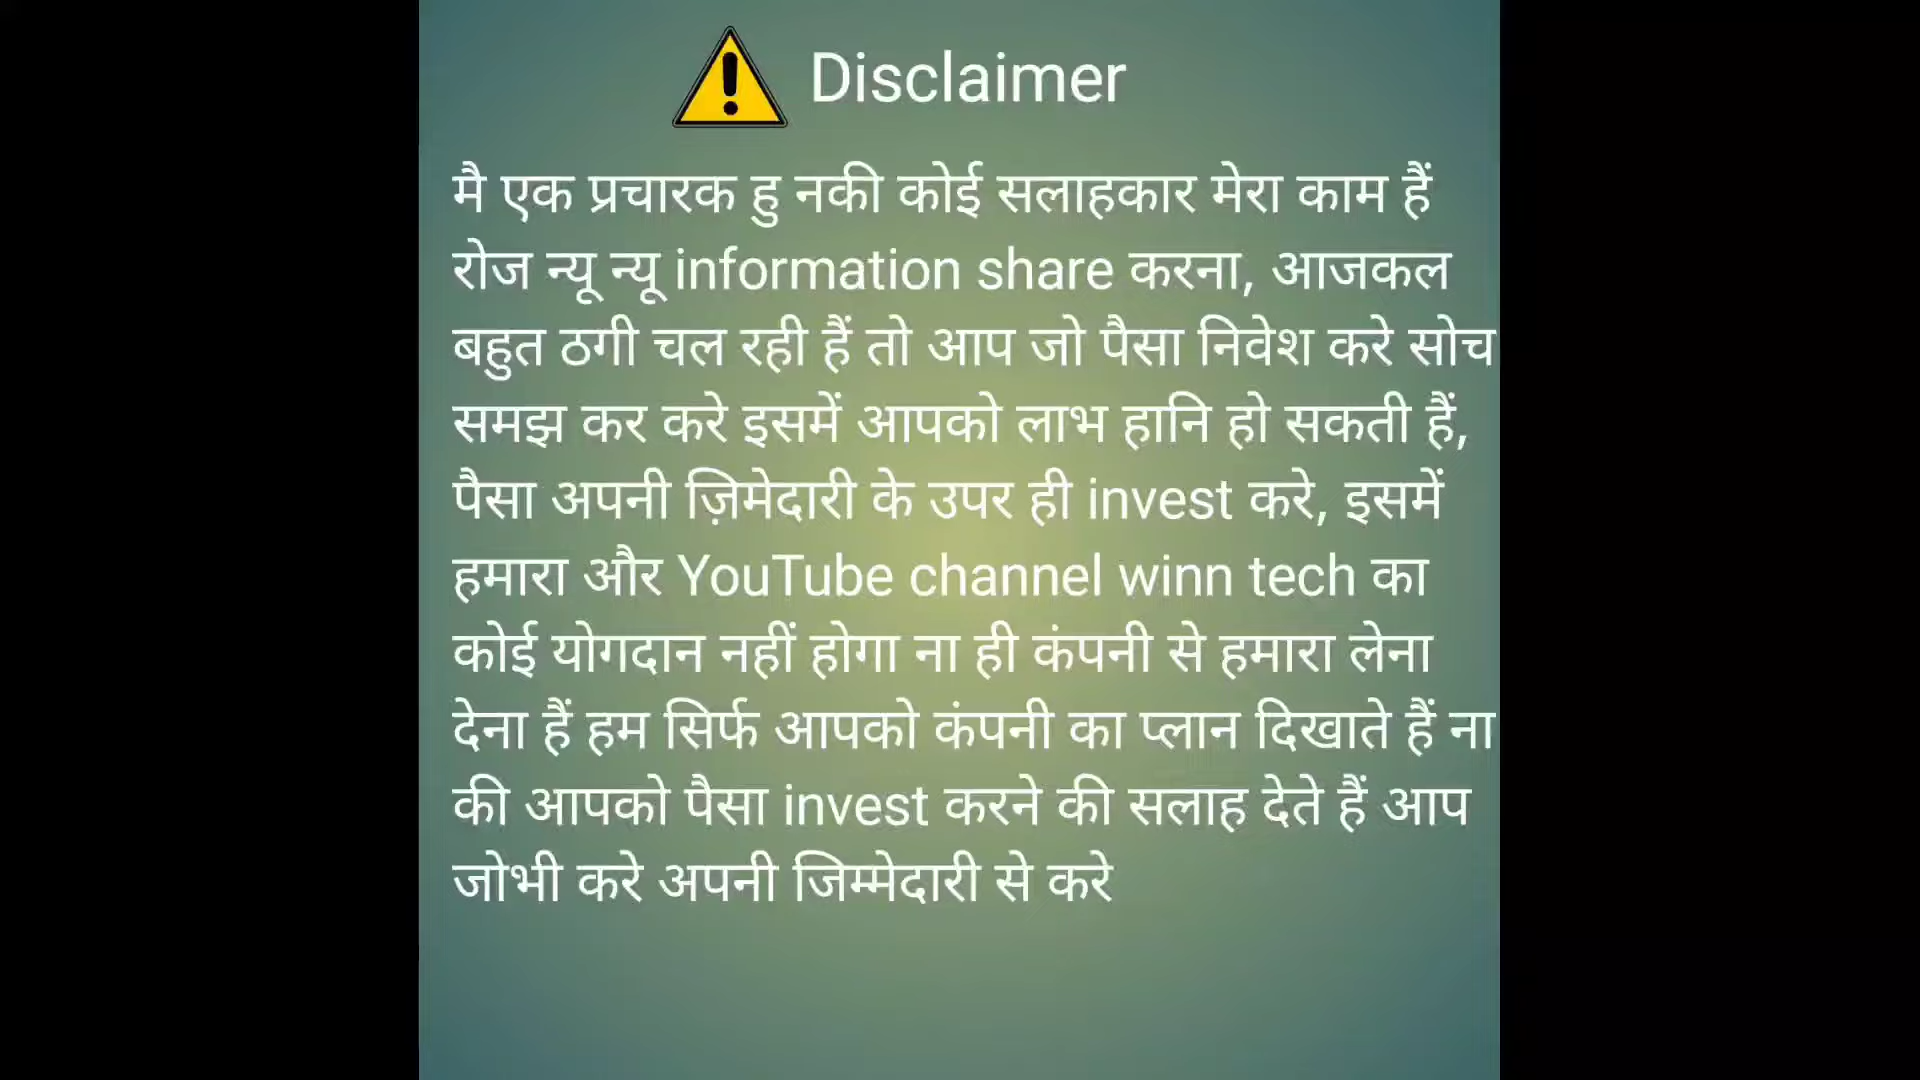 Disclaimer
मै एक प्रचारक हु नकी कोई सलाहकार मेरा काम हैं
रोज न्यू न्यू information share करना, आजकल
बहुत ठगी चल रही हैं तो आप जो पैसा निवेश करे सोच
समझ कर करे इसमें आपको लाभ हानि हो सकती हैं,
पैसा अपनी ज़िमेदारी के उपर ही invest करे, इसमें
हमारा और YouTube channel winn tech का
कोई योगदान नहीं होगा ना ही कंपनी से हमारा लेना
देना हैं हम सिर्फ आपको कंपनी का प्लान दिखाते हैं ना
की आपको पैसा invest करने की सलाह देते हैं आप
जोभी करे अपनी जिम्मेदारी से करे